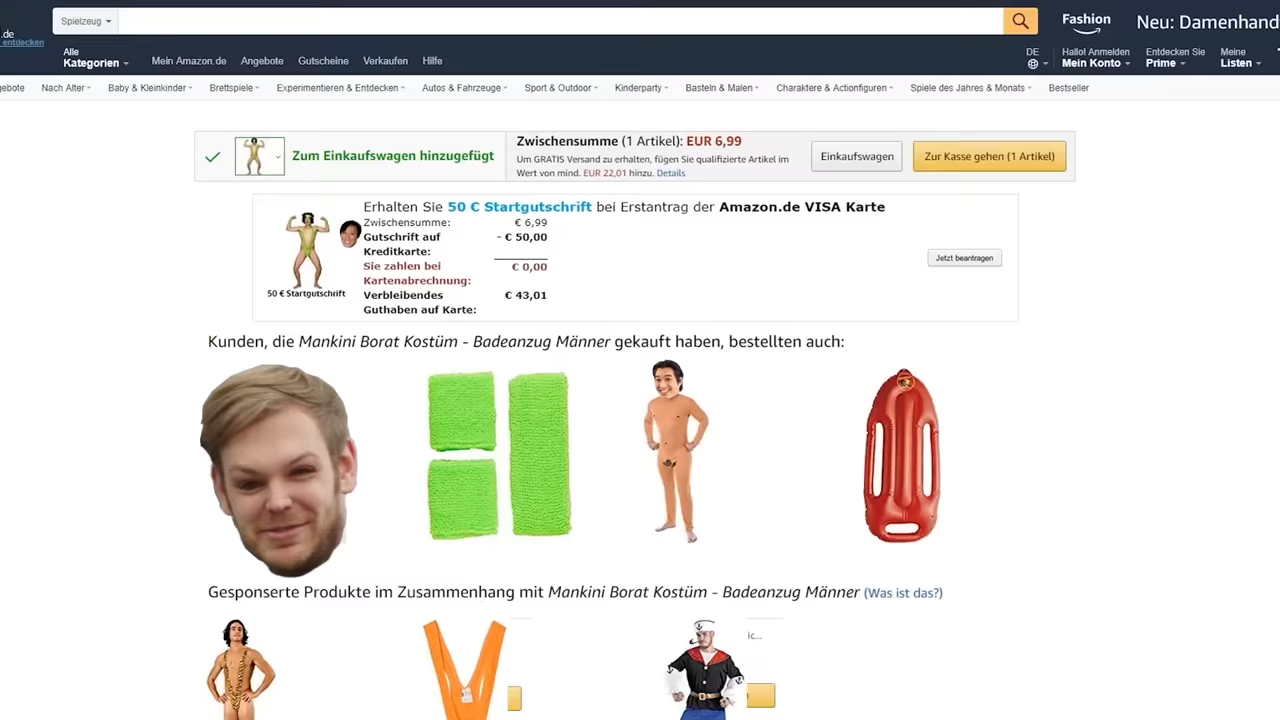 Spielzeug
Fashion
Neu: Damenhand
.de
entdecken
Alle
Kategorien
Mein Amazon.de
Angebote
Gutscheine
Verkaufen
Hilfe
DE
Hallo! Anmelden
Mein Konto
Entdecken Sie
Prime
Meine
Listen
gebote
Nach Alter
Baby & Kleinkinder
Brettspiele
Experimentieren & Entdecken
Autos & Fahrzeuge
Sport & Outdoor
Kinderparty
Basteln & Malen
Charaktere & Actionfiguren
Spiele des Jahres & Monats
Bestseller
Zum Einkaufswagen hinzugefügt
Zwischensumme (1 Artikel): EUR 6,99
Um GRATIS Versand zu erhalten, fügen Sie qualifizierte Artikel im
Wert von mind. EUR 22,01 hinzu. Details
Einkaufswagen
Zur Kasse gehen (1 Artikel)
Erhalten Sie 50 € Startgutschrift bei Erstantrag der Amazon.de VISA Karte
Zwischensumme: € 6,99
Gutschrift auf - € 50,00
Kreditkarte:
Sie zahlen bei € 0,00
Kartenabrechnung:
Verbleibendes € 43,01
Guthaben auf Karte:
50 € Startgutschrift
Jetzt beantragen
Kunden, die Mankini Borat Kostüm - Badeanzug Männer gekauft haben, bestellten auch:
Gesponserte Produkte im Zusammenhang mit Mankini Borat Kostüm - Badeanzug Männer (Was ist das?)
ic...